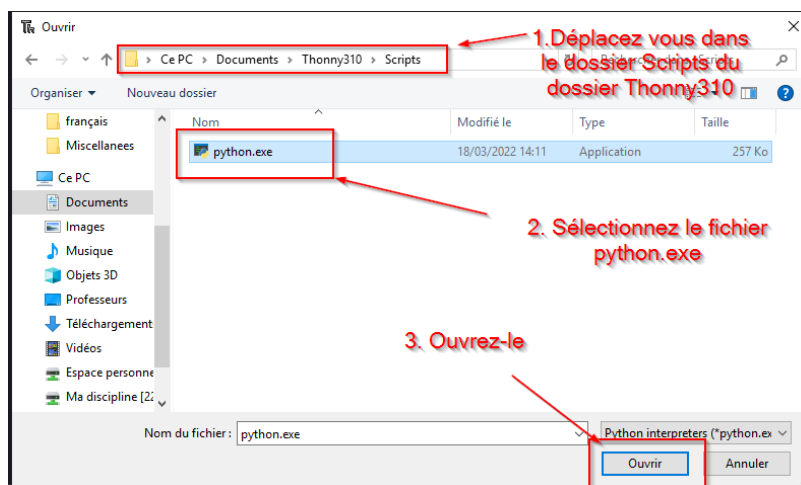 Ouvrir
1.Déplacez vous dans
Ce PC > Documents > Thonny310 > Scripts
le dossier Scripts du
dossier Thonny310
Organiser
Nouveau dossier
français
Miscellanees
Ce PC
Documents
Images
Musique
Objets 3D
Professeurs
Téléchargement
Vidéos
Espace personne
Ma discipline [22
Nom
Modifié le
Type
Taille
python.exe
18/03/2022 14:11
Application
257 Ko
2. Sélectionnez le fichier
python.exe
3. Ouvrez-le
Nom du fichier : python.exe
Python interpreters (*python.ex
Ouvrir
Annuler